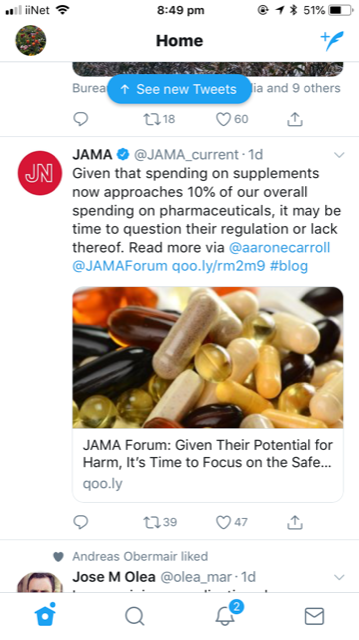 iiNet 8:49 pm 51%
Home
Bureau
↑ See new Tweets
ia and 9 others
18 60
JN
JAMA @JAMA_current · 1d
Given that spending on supplements
now approaches 10% of our overall
spending on pharmaceuticals, it may be
time to question their regulation or lack
thereof. Read more via @aaronecarroll
@JAMAForum qoo.ly/rm2m9 #blog
JAMA Forum: Given Their Potential for
Harm, It's Time to Focus on the Safe...
qoo.ly
39 47
Andreas Obermair liked
Jose M Olea @olea_mar · 1d
2